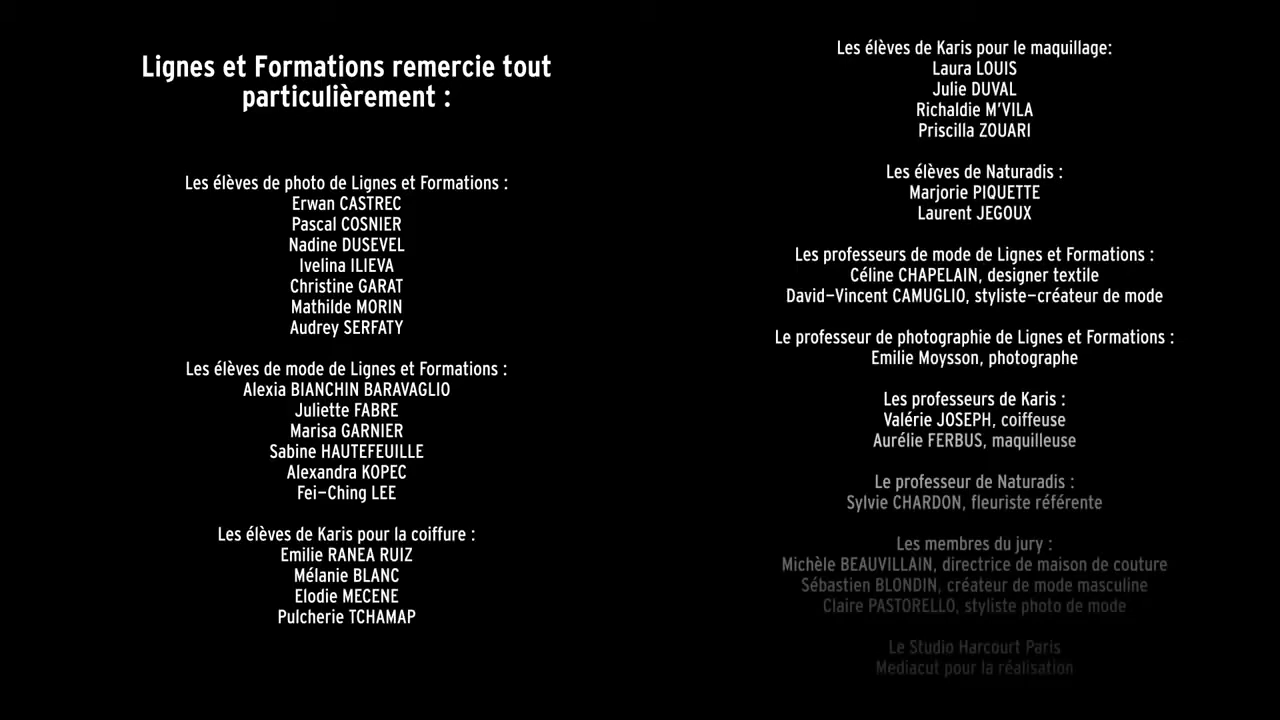 Lignes et Formations remercie tout
particulièrement :
Les élèves de photo de Lignes et Formations :
Erwan CASTREC
Pascal COSNIER
Nadine DUSEVEL
Ivelina ILIEVA
Christine GARAT
Mathilde MORIN
Audrey SERFATY
Les élèves de mode de Lignes et Formations :
Alexia BIANCHIN BARAVAGLIO
Juliette FABRE
Marisa GARNIER
Sabine HAUTEFEUILLE
Alexandra KOPEC
Fei-Ching LEE
Les élèves de Karis pour la coiffure :
Emilie RANEA RUIZ
Mélanie BLANC
Elodie MECENE
Pulcherie TCHAMAP
Les élèves de Karis pour le maquillage:
Laura LOUIS
Julie DUVAL
Richaldie M'VILA
Priscilla ZOUARI
Les élèves de Naturadis :
Marjorie PIQUETTE
Laurent JEGOUX
Les professeurs de mode de Lignes et Formations :
Céline CHAPELAIN, designer textile
David-Vincent CAMUGLIO, styliste-créateur de mode
Le professeur de photographie de Lignes et Formations :
Emilie Moysson, photographe
Les professeurs de Karis :
Valérie JOSEPH, coiffeuse
Aurélie FERBUS, maquilleuse
Le professeur de Naturadis :
Sylvie CHARDON, fleuriste référente
Les membres du jury :
Michèle BEAUVILLAIN, directrice de maison de couture
Sébastien BLONDIN, créateur de mode masculine
Claire PASTORELLO, styliste photo de mode
Le Studio Harcourt Paris
Mediacut pour la réalisation